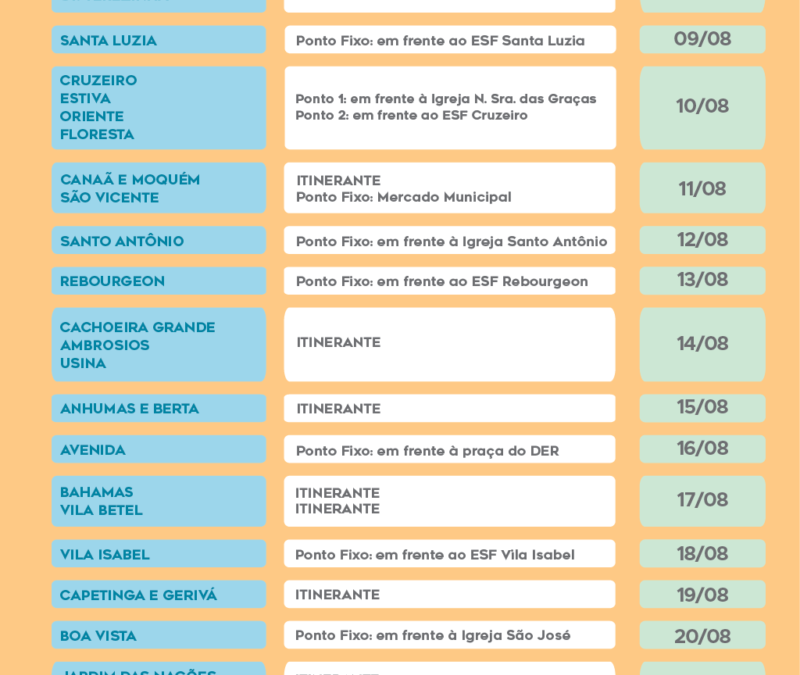 SANTA LUZIA
Ponto Fixo: em frente ao ESF Santa Luzia
09/08
CRUZEIRO
ESTIVA
ORIENTE
FLORESTA
Ponto 1: em frente à Igreja N. Sra. das Graças
Ponto 2: em frente ao ESF Cruzeiro
10/08
CANAÃ E MOQUÉM
SÃO VICENTE
ITINERANTE
Ponto Fixo: Mercado Municipal
11/08
SANTO ANTÔNIO
Ponto Fixo: em frente à Igreja Santo Antônio
12/08
REBOURGEON
Ponto Fixo: em frente ao ESF Rebourgeon
13/08
CACHOEIRA GRANDE
AMBROSIOS
USINA
ITINERANTE
14/08
ANHUMAS E BERTA
ITINERANTE
15/08
AVENIDA
Ponto Fixo: em frente à praça do DER
16/08
BAHAMAS
VILA BETEL
ITINERANTE
ITINERANTE
17/08
VILA ISABEL
Ponto Fixo: em frente ao ESF Vila Isabel
18/08
CAPETINGA E GERIVÁ
ITINERANTE
19/08
BOA VISTA
Ponto Fixo: em frente à Igreja São José
20/08
JARDIM DAS NAÇÕES